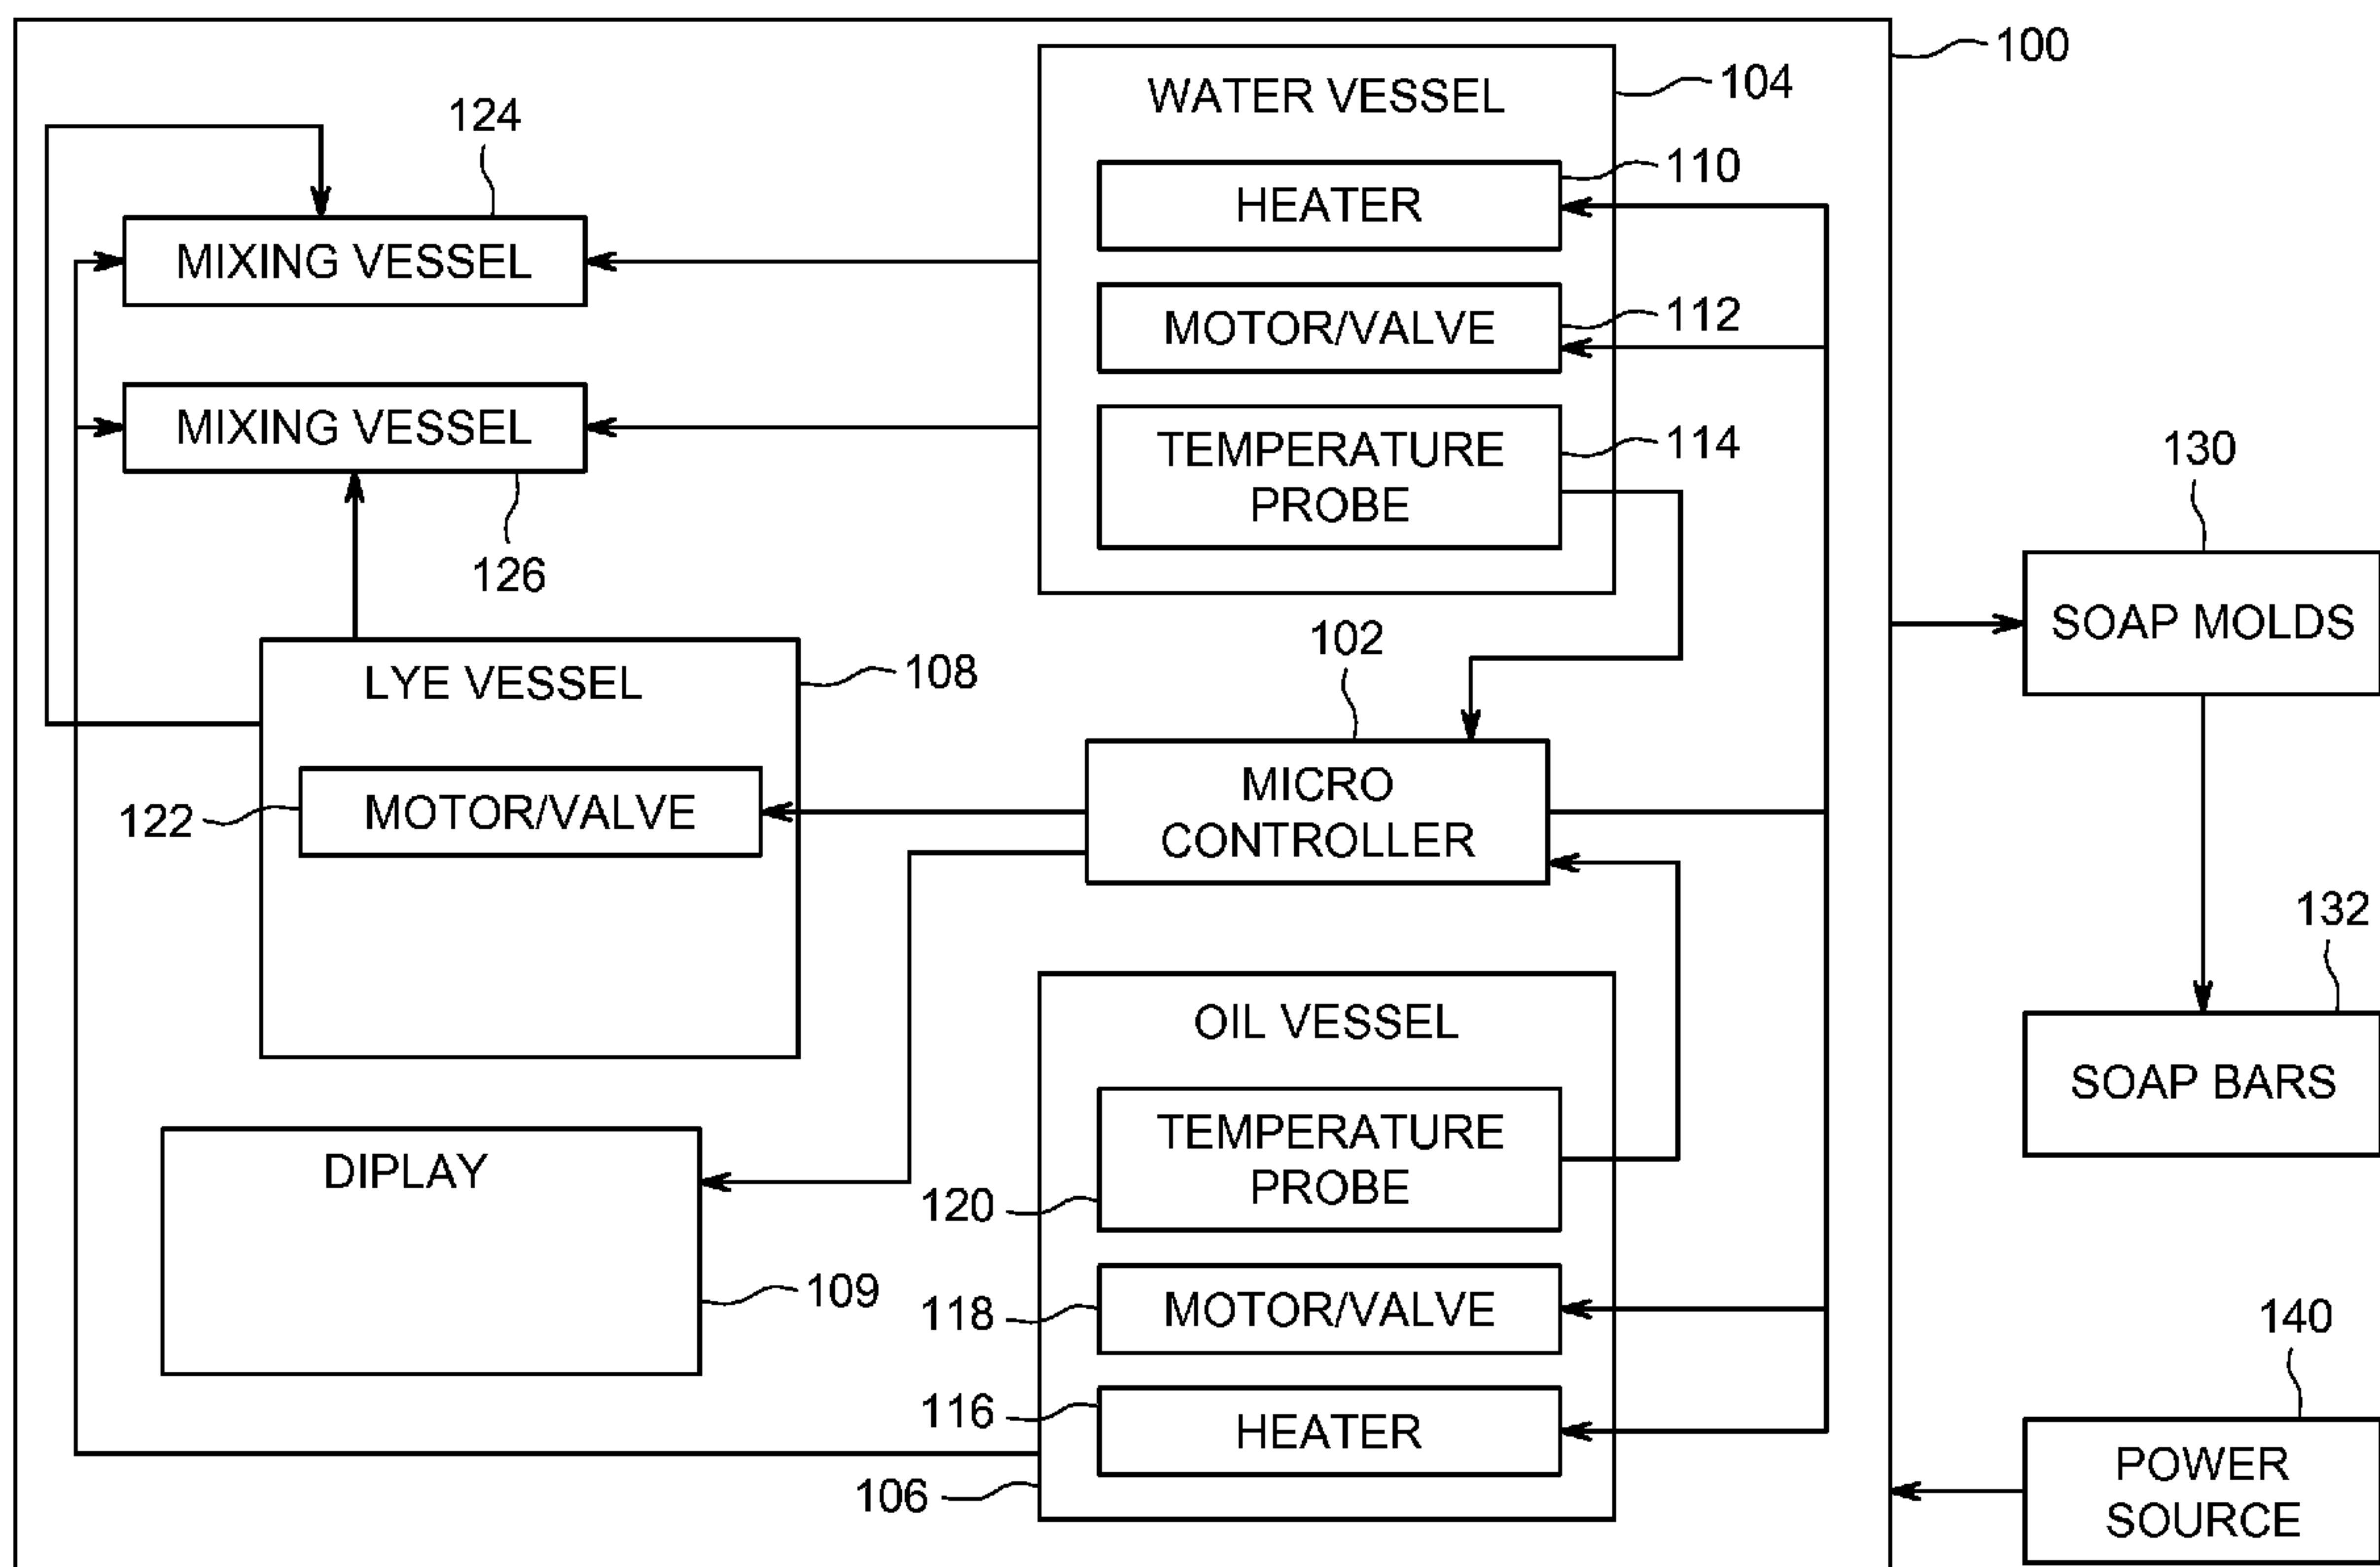 100
WATER VESSEL
104
124
HEATER
110
MIXING VESSEL
MOTOR/VALVE
112
MIXING VESSEL
126
TEMPERATURE
PROBE
114
130
SOAP MOLDS
102
LYE VESSEL
108
MICRO
CONTROLLER
122
MOTOR/VALVE
132
SOAP BARS
OIL VESSEL
TEMPERATURE
PROBE
120
DIPLAY
109
118
MOTOR/VALVE
116
HEATER
106
140
POWER
SOURCE